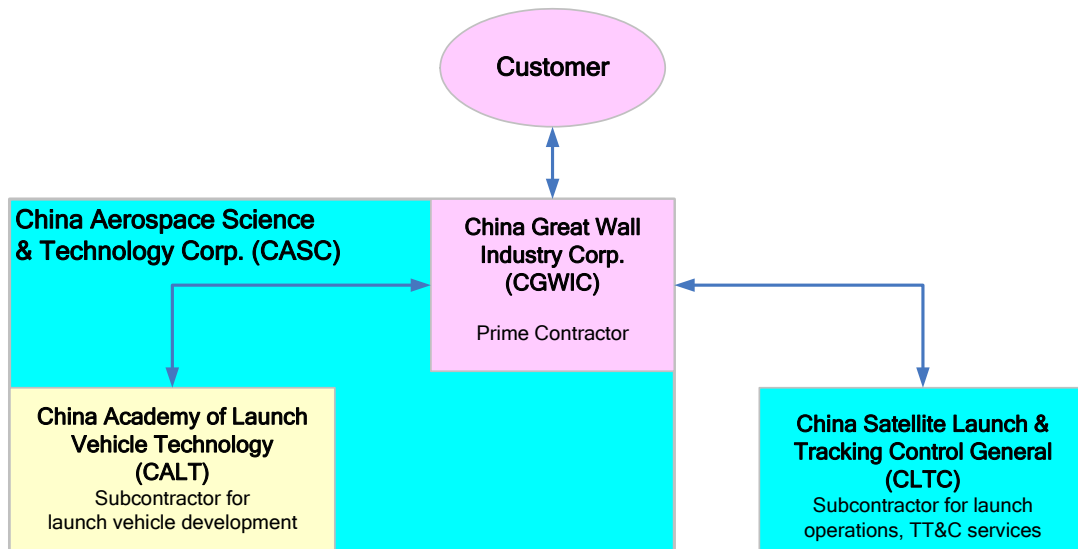 Customer
China Aerospace Science
& Technology Corp. (CASC)
China Great Wall
Industry Corp.
(CGWIC)
Prime Contractor
China Academy of Launch
Vehicle Technology
(CALT)
Subcontractor for
launch vehicle development
China Satellite Launch &
Tracking Control General
(CLTC)
Subcontractor for launch
operations, TT&C services